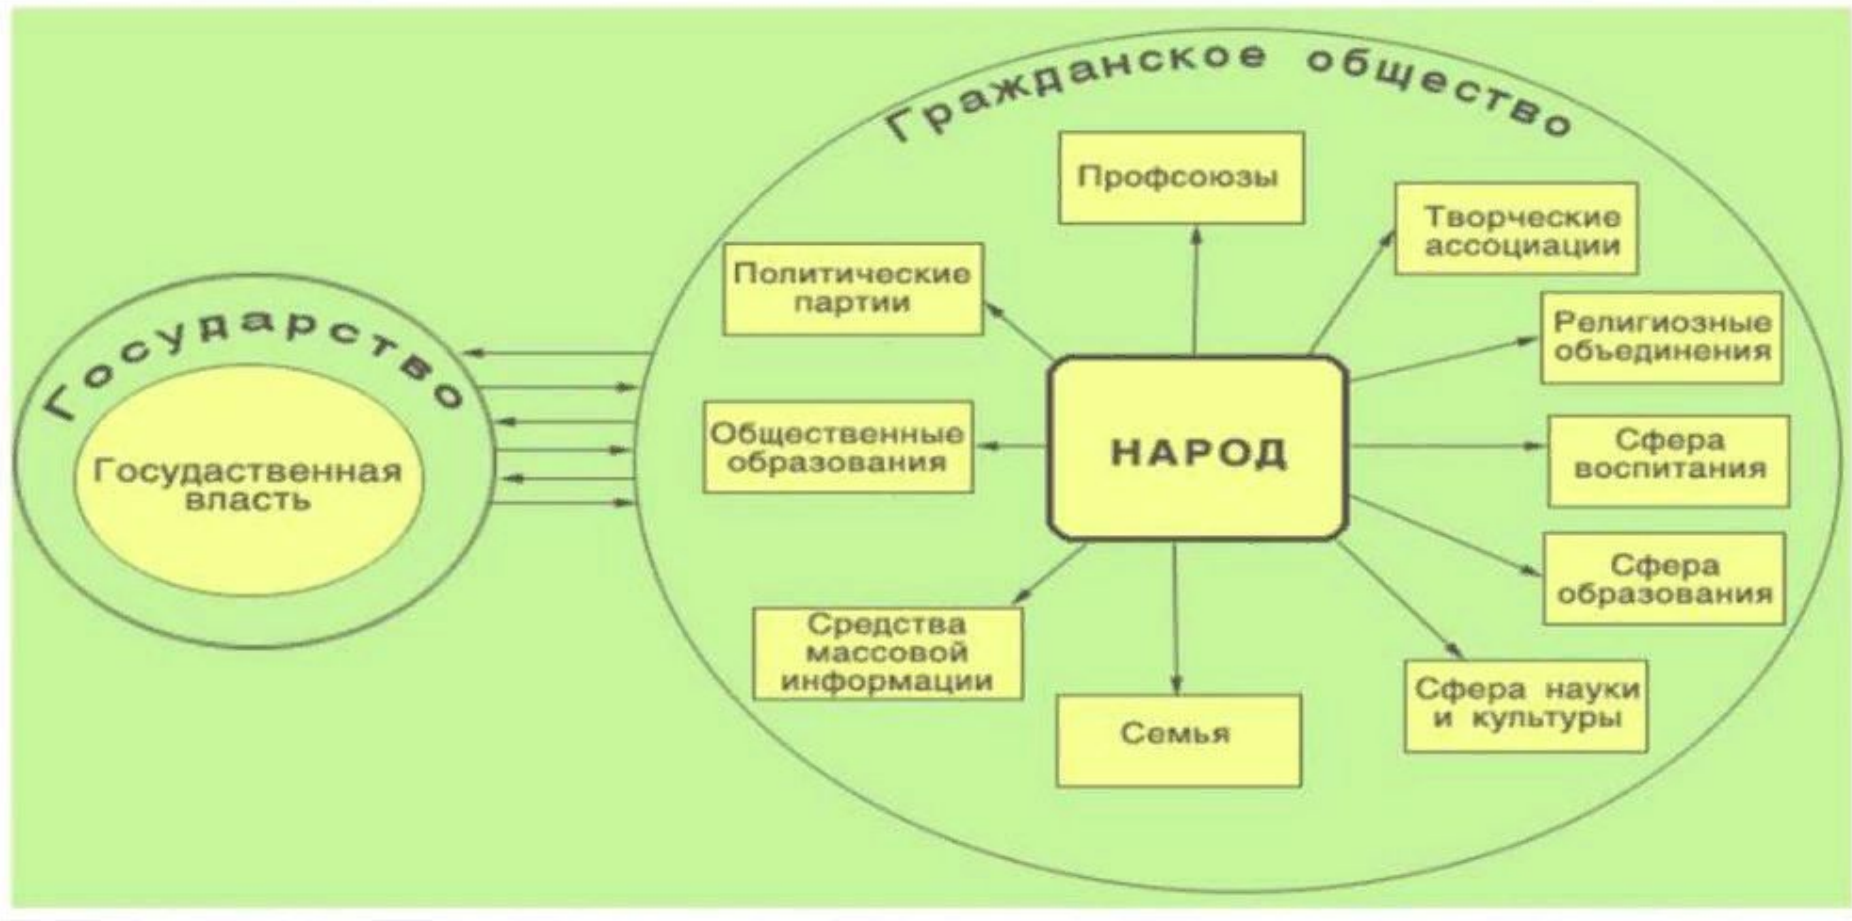 Гражданское общество
Профсоюзы
Творческие
ассоциации
Политические
партии
Религиозные
объединения
Государство
Госудаственная
власть
Общественные
образования
НАРОД
Сфера
воспитания
Сфера
образования
Средства
массовой
информации
Семья
Сфера науки
и культуры